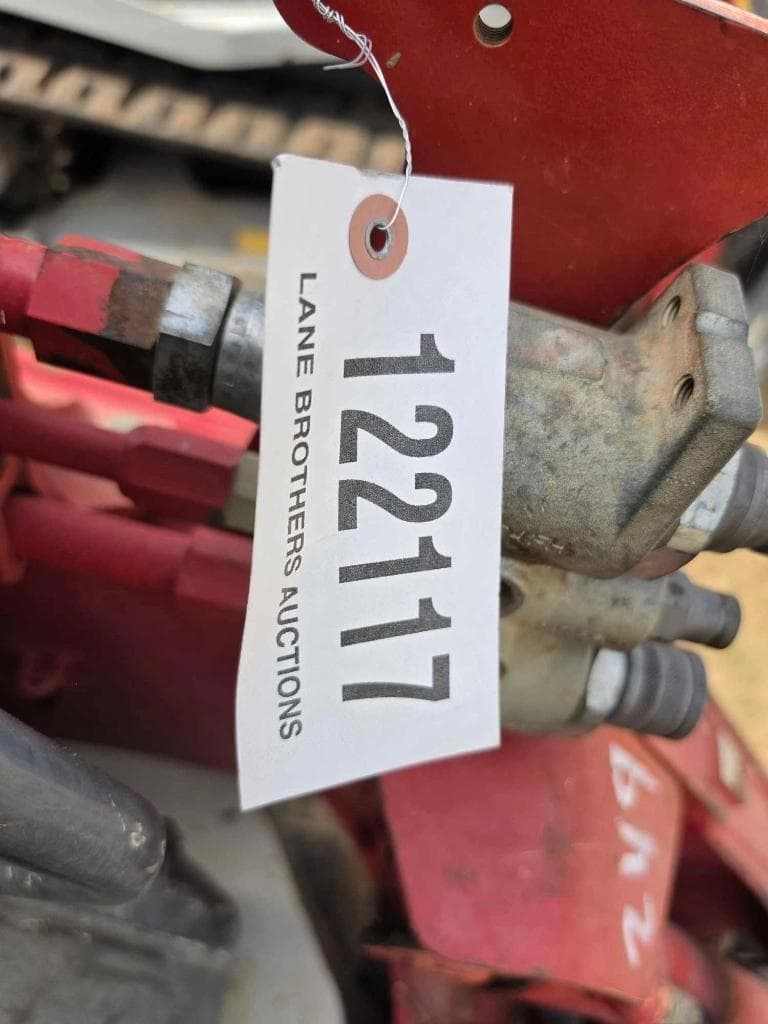 122117
LANE BROTHERS AUCTIONS